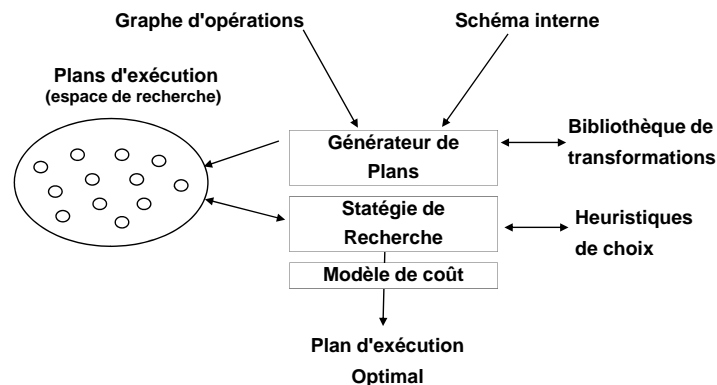 Graphe d'opérations
Schéma interne
Plans d'exécution
(espace de recherche)
Générateur de
Plans
Bibliothèque de
transformations
Statégie de
Recherche
Heuristiques
de choix
Modèle de coût
Plan d'exécution
Optimal